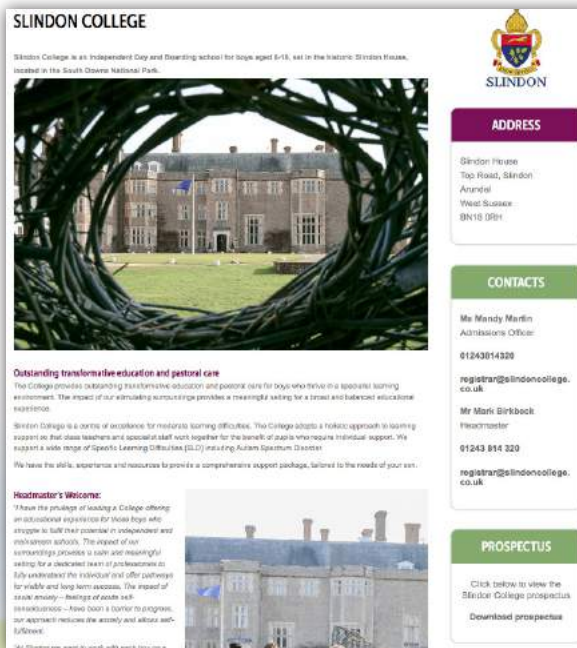 SLINDON COLLEGE
Slindon College is an Independent Day and Boarding school for boys aged 8-18, set in the historic Slindon House,
located in the South Downs National Park.
Outstanding transformative education and pastoral care
The College provides outstanding transformative education and pastoral care for boys who thrive in a specialist learning
environment. The impact of our stimulating surroundings provides a meaningful setting for a broad and balanced educational
experience.
Slindon College is a centre of excellence for moderate learning difficulties. The College adopts a holistic approach to learning
support so that class teachers and specialist staff work together for the benefit of pupils who require individual support. We
support a wide range of Specific Learning Difficulties (SLD) including Autism Spectrum Disorder.
We have the skills, experience and resources to provide a comprehensive support package, tailored to the needs of your son.
Headmaster's Welcome:
"I have the privilege of leading a College offering
an educational experience for those boys who
struggle to fulfil their potential in independent and
mainstream schools. The impact of our
surroundings provides a calm and meaningful
setting for a dedicated team of professionals to
fully understand the individual and offer pathways
for visible and long term success. The impact of
social anxiety – feelings of acute self-
consciousness – have been a barrier to progress,
our approach reduces the anxiety and allows self-
fulfilment.
SLINDON
ADDRESS
Slindon House
Top Road, Slindon
Arundel
West Sussex
BN18 0RH
CONTACTS
Ms Mandy Martin
Admissions Officer
01243814320
registrar@slindoncollege.
co.uk
Mr Mark Birkbeck
Headmaster
01243 814 320
registrar@slindoncollege.
co.uk
PROSPECTUS
Click below to view the
Slindon College prospectus
Download prospectus